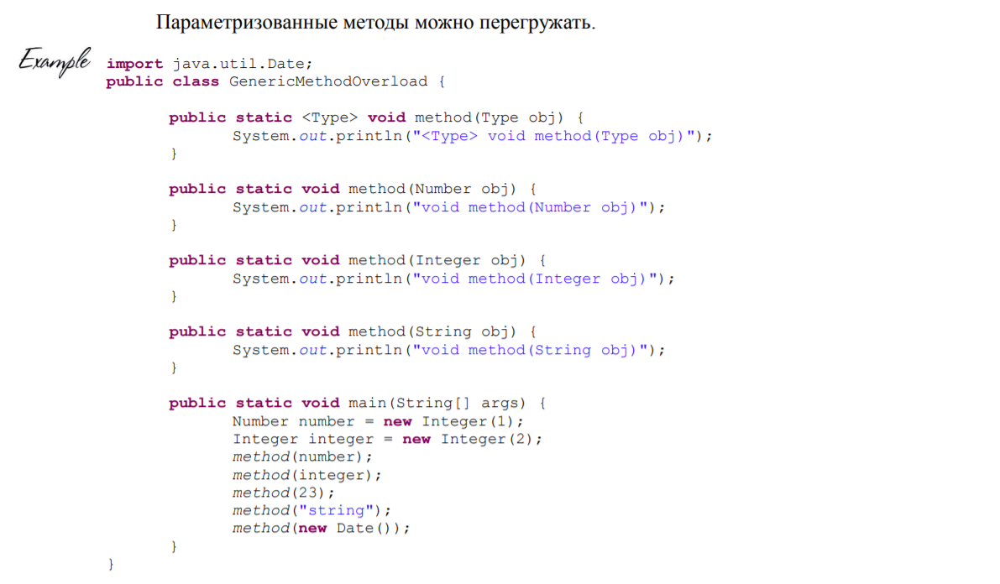 Параметризованные методы можно перегружать.
Example
import java.util.Date;
public class GenericMethodOverload {
public static <Type> void method(Type obj) {
System.out.println("<Type> void method(Type obj)");
}
public static void method(Number obj) {
System.out.println("void method(Number obj)");
}
public static void method(Integer obj) {
System.out.println("void method(Integer obj)");
}
public static void method(String obj) {
System.out.println("void method(String obj)");
}
public static void main(String[] args) {
Number number = new Integer(1);
Integer integer = new Integer(2);
method(number);
method(integer);
method(23);
method("string");
method(new Date());
}
}